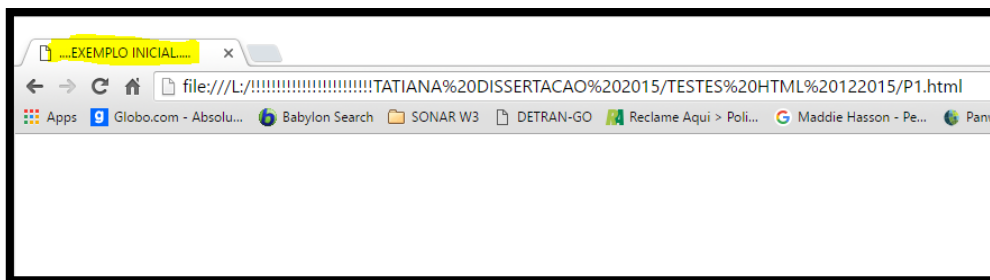 ....EXEMPLO INICIAL.....
file:///L:/!!!!!!!!!!!!!!!!!!!!!!!!TATIANA%20DISSERTACAO%202015/TESTES%20HTML%20122015/P1.html
Apps Globo.com - Absolu... Babylon Search SONAR W3 DETRAN-GO Reclame Aqui > Poli... Maddie Hasson - Pe...